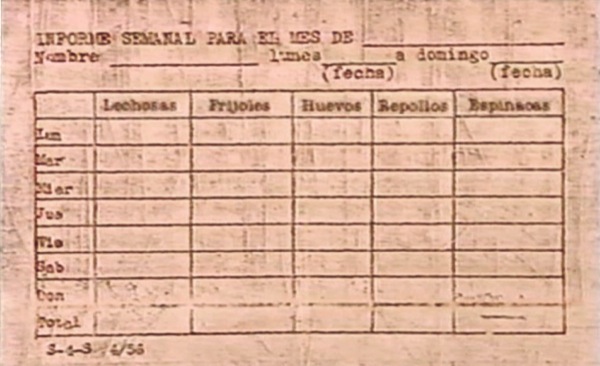 INFORME SEMANAL PARA EL MES DE
Nombre lunes a domingo
(fecha) (fecha)
Lechosas Frijoles Huevos Repollos Espinacas
Lun
Mar
Mier
Jue
Vie
Sab
Dom
Total
S-4-S 4/56